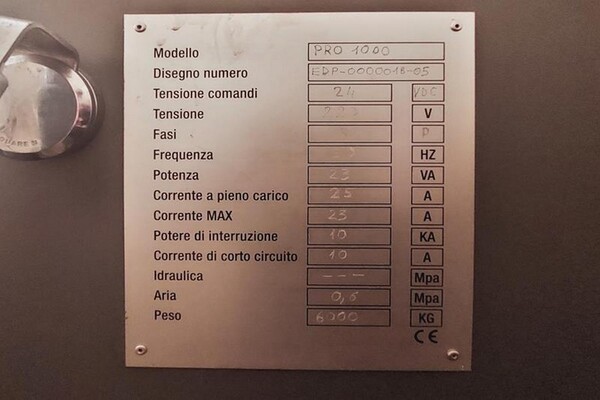 Modello PRO 1000
Disegno numero EDP-0000018-05
Tensione comandi 24 VDC
Tensione V
Fasi P
Frequenza HZ
Potenza 23 VA
Corrente a pieno carico 25 A
Corrente MAX 25 A
Potere di interruzione 10 KA
Corrente di corto circuito 10 A
Idraulica --- Mpa
Aria 0,6 Mpa
Peso 6000 KG
CE